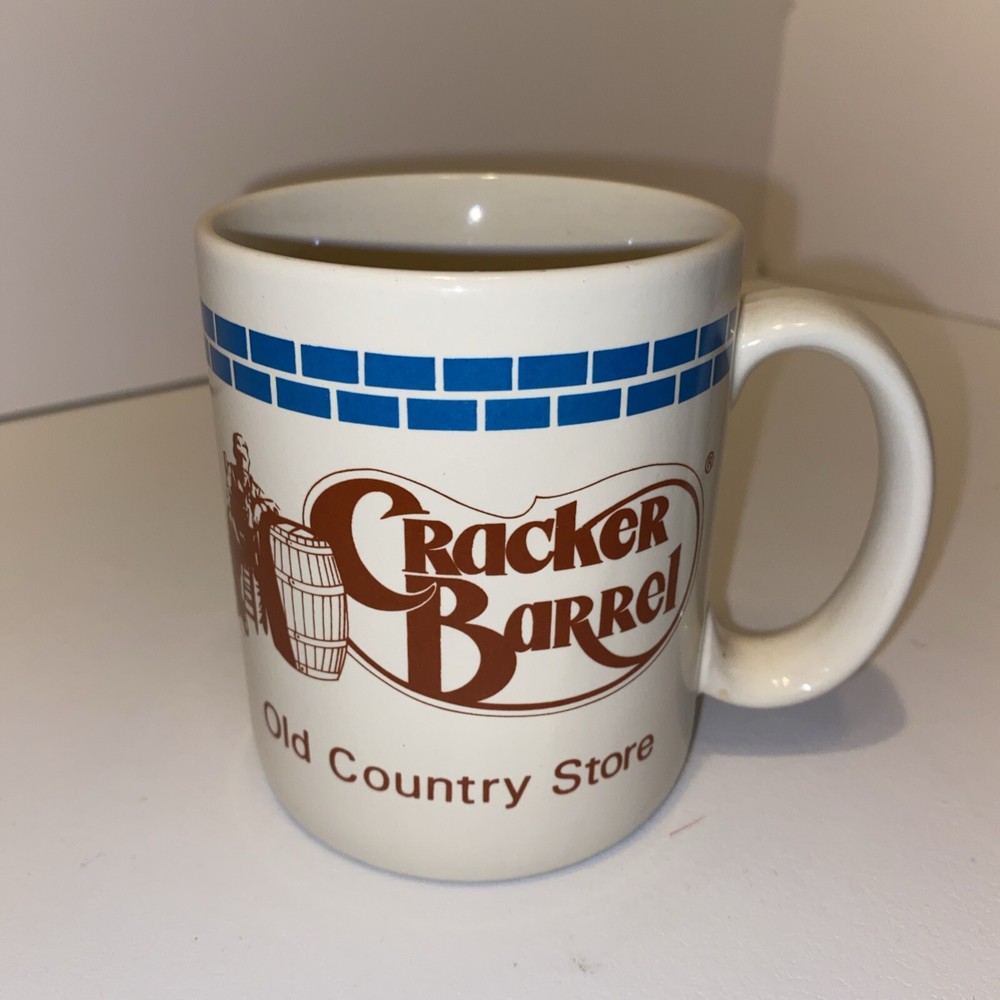 Cracker
Barrel
®
Old Country Store